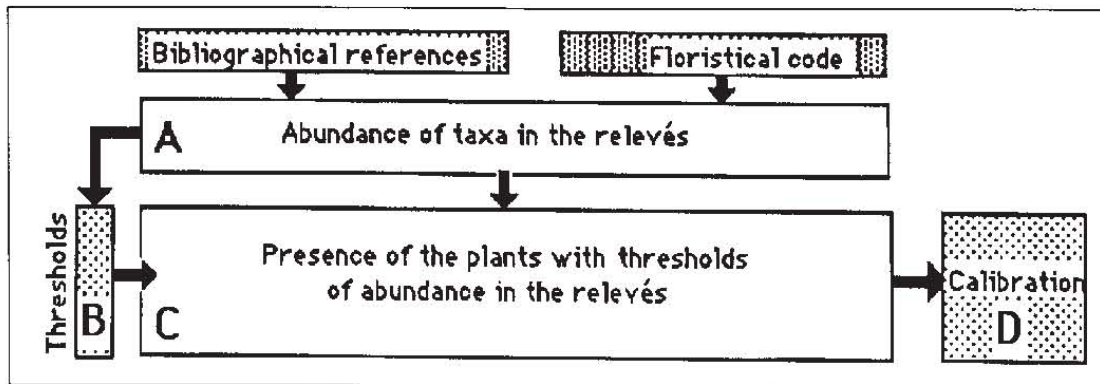 Bibliographical references
Floristical code
A
Abundance of taxa in the relevés
Thresholds
B
C
Presence of the plants with thresholds
of abundance in the relevés
Calibration
D